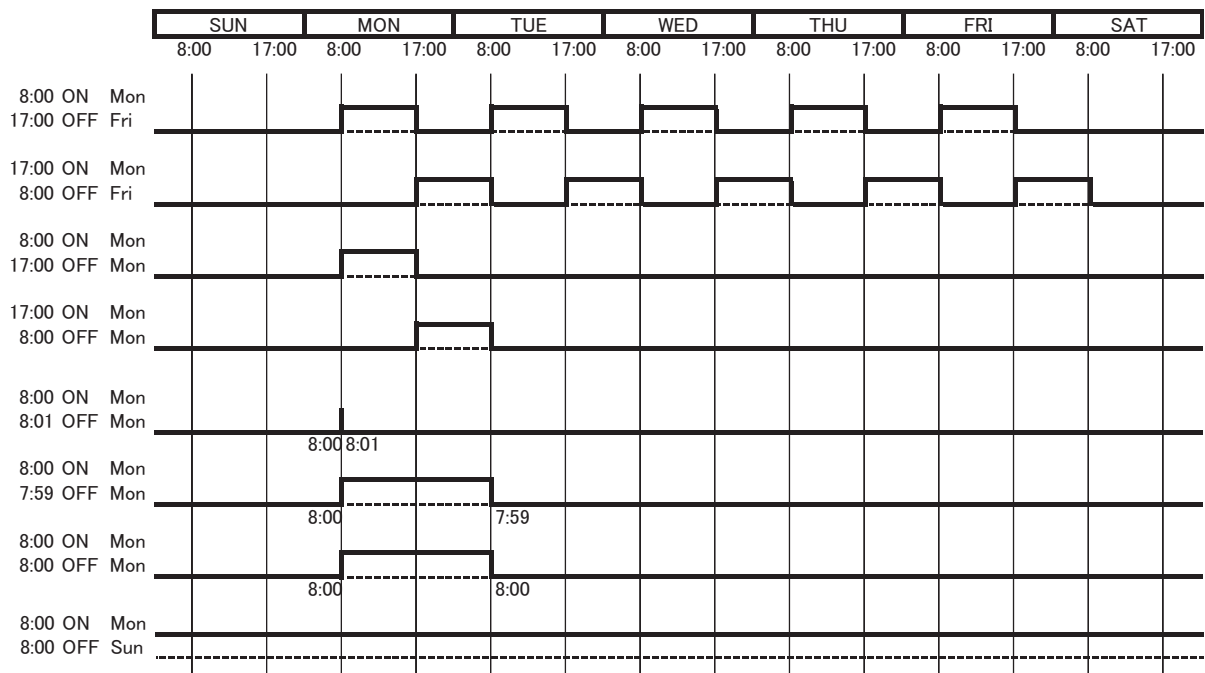 SUN MON TUE WED THU FRI SAT
8:00 17:00 8:00 17:00 8:00 17:00 8:00 17:00 8:00 17:00 8:00 17:00 8:00 17:00
8:00 ON Mon
17:00 OFF Fri
17:00 ON Mon
8:00 OFF Fri
8:00 ON Mon
17:00 OFF Mon
17:00 ON Mon
8:00 OFF Mon
8:00 ON Mon
8:01 OFF Mon
8:00 8:01
8:00 ON Mon
7:59 OFF Mon
8:00 7:59
8:00 ON Mon
8:00 OFF Mon
8:00 8:00
8:00 ON Mon
8:00 OFF Sun